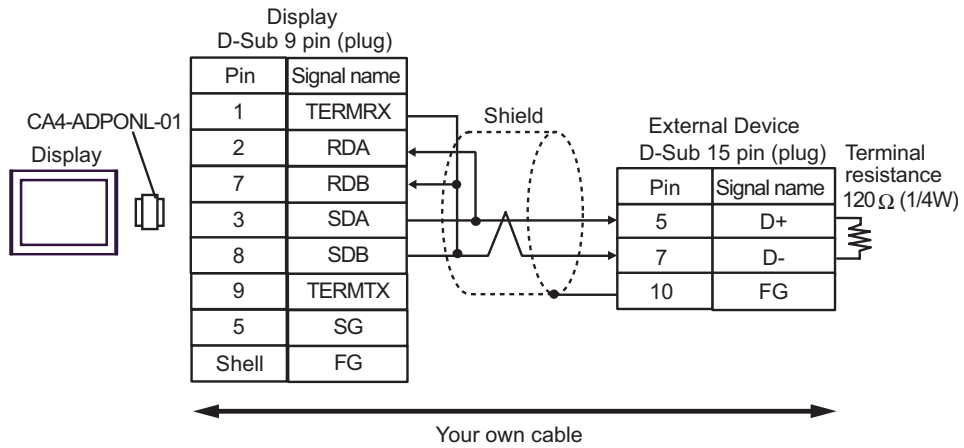 Display
D-Sub 9 pin (plug)
Pin Signal name
1 TERMRX
2 RDA
7 RDB
3 SDA
8 SDB
9 TERMTX
5 SG
Shell FG
CA4-ADPONL-01
Display
Shield
External Device
D-Sub 15 pin (plug)
Pin Signal name
5 D+
7 D-
10 FG
Terminal
resistance
120Ω (1/4W)
Your own cable